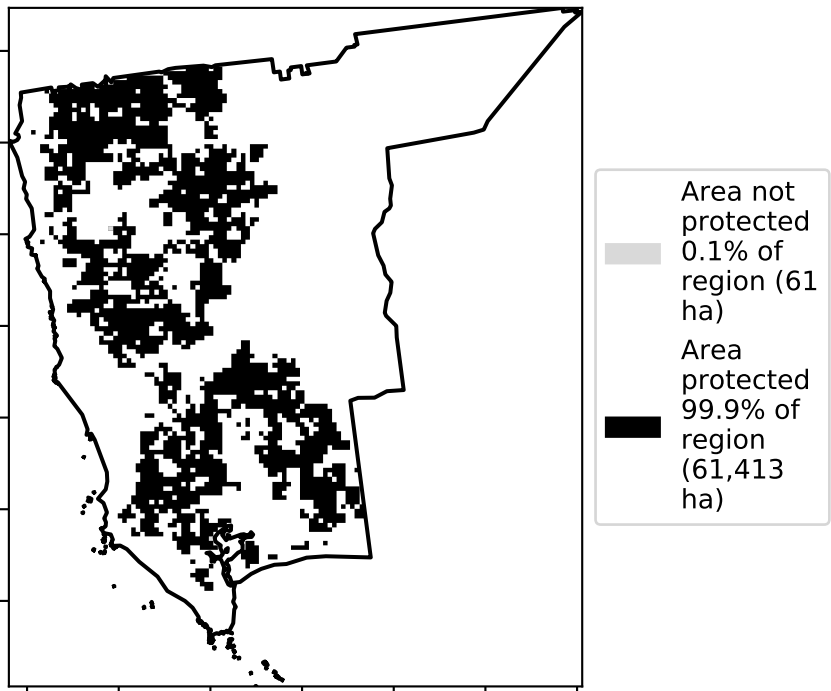 Area not
protected
0.1% of
region (61
ha)
Area
protected
99.9% of
region
(61,413
ha)